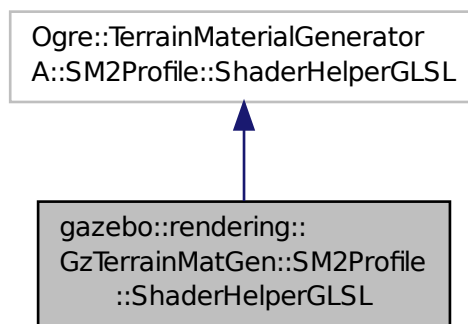 Ogre::TerrainMaterialGenerator
A::SM2Profile::ShaderHelperGLSL
gazebo::rendering::
GzTerrainMatGen::SM2Profile
::ShaderHelperGLSL